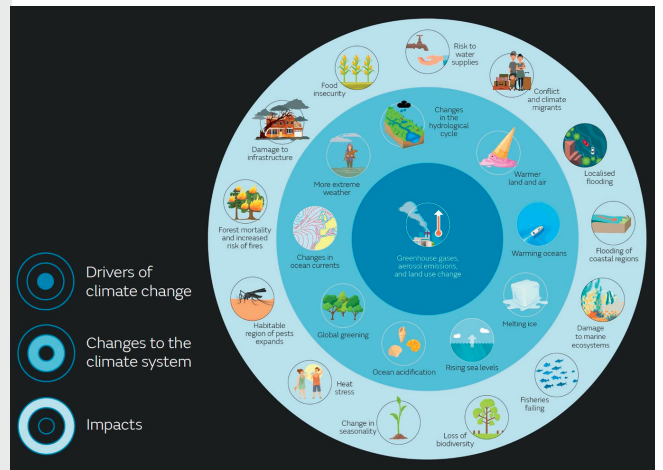 Risk to
water
supplies
Conflict
and climate
migrants
Localised
flooding
Flooding of
coastal regions
Damage
to marine
ecosystems
Fisheries
failing
Loss of
biodiversity
Change in
seasonality
Heat
stress
Habitable
region of pests
expands
Forest mortality
and increased
risk of fires
Damage to
infrastructure
Food
insecurity
Changes
in the
hydrological
cycle
Warmer
land and air
Warming oceans
Melting ice
Rising sea levels
Ocean acidification
Global greening
Changes in
ocean currents
More extreme
weather
Greenhouse gases,
aerosol emissions,
and land use change
Drivers of
climate change
Changes to the
climate system
Impacts